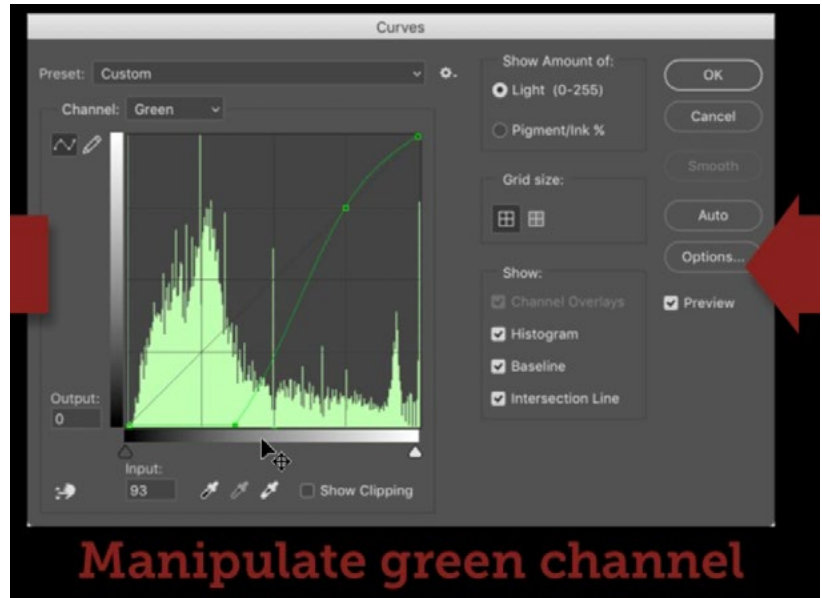 Curves
Preset: Custom
Channel: Green
Output:
0
Input:
93
Show Clipping
Show Amount of:
Light (0-255)
Pigment/Ink %
Grid size:
Show:
Channel Overlays
Histogram
Baseline
Intersection Line
OK
Cancel
Smooth
Auto
Options...
Preview
Manipulate green channel